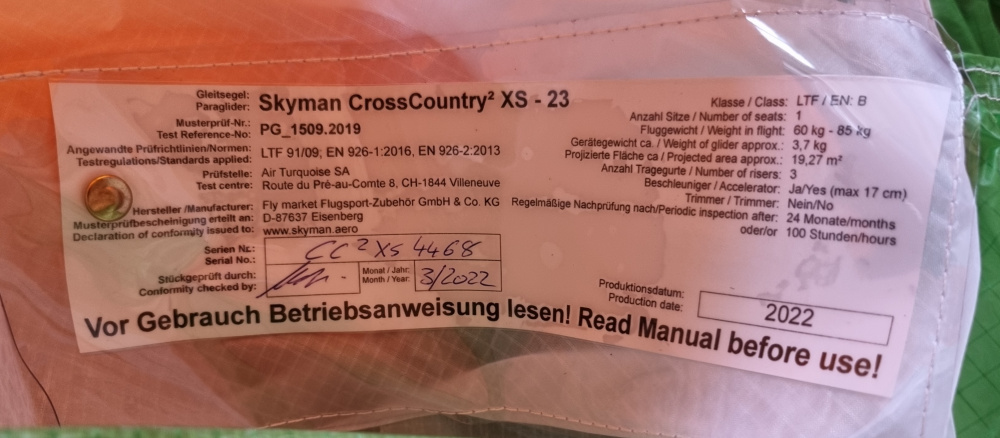 Gleitsegel:
Paraglider: Skyman CrossCountry² XS - 23
Musterprüf-Nr.:
Test Reference-No: PG_1509.2019
Angewandte Prüfrichtlinien/Normen:
Testregulations/Standards applied: LTF 91/09, EN 926-1:2016, EN 926-2:2013
Prüfstelle: Air Turquoise SA
Test centre: Route du Pré-au-Comte 8, CH-1844 Villeneuve
Hersteller /Manufacturer: Fly market Flugsport-Zubehör GmbH & Co. KG
Musterprüfbescheinigung erteilt an: D-87637 Eisenberg
Declaration of conformity issued to: www.skyman.aero
Serien Nr.:
Serial No.: CC² XS 4468
Stückgeprüft durch:
Conformity checked by:
Monat / Jahr:
Month / Year: 3/2022
Klasse / Class: LTF / EN: B
Anzahl Sitze / Number of seats: 1
Fluggewicht / Weight in flight: 60 kg - 85 kg
Gerätegewicht ca. / Weight of glider approx.: 3,7 kg
Projizierte Fläche ca / Projected area approx.: 19,27 m²
Anzahl Tragegurte / Number of risers: 3
Beschleuniger / Accelerator: Ja/Yes (max 17 cm)
Trimmer / Trimmer: Nein/No
Regelmäßige Nachprüfung nach/Periodic inspection after: 24 Monate/months
oder/or 100 Stunden/hours
Produktionsdatum:
Production date: 2022
Vor Gebrauch Betriebsanweisung lesen! Read Manual before use!